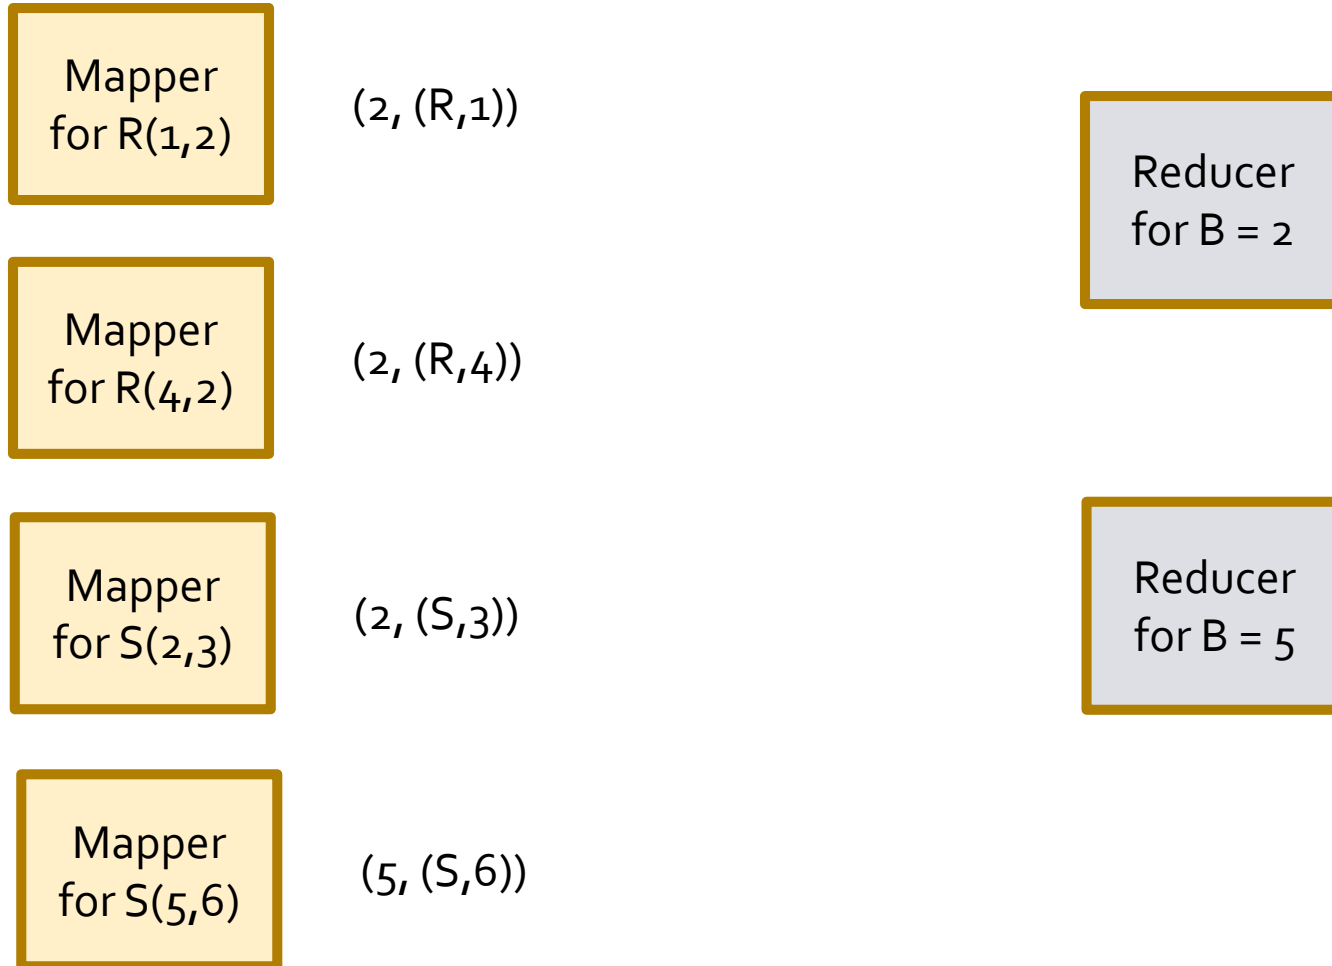 Mapper
for R(1,2)
(2, (R,1))
Reducer
for B = 2
Mapper
for R(4,2)
(2, (R,4))
Mapper
for S(2,3)
(2, (S,3))
Reducer
for B = 5
Mapper
for S(5,6)
(5, (S,6))